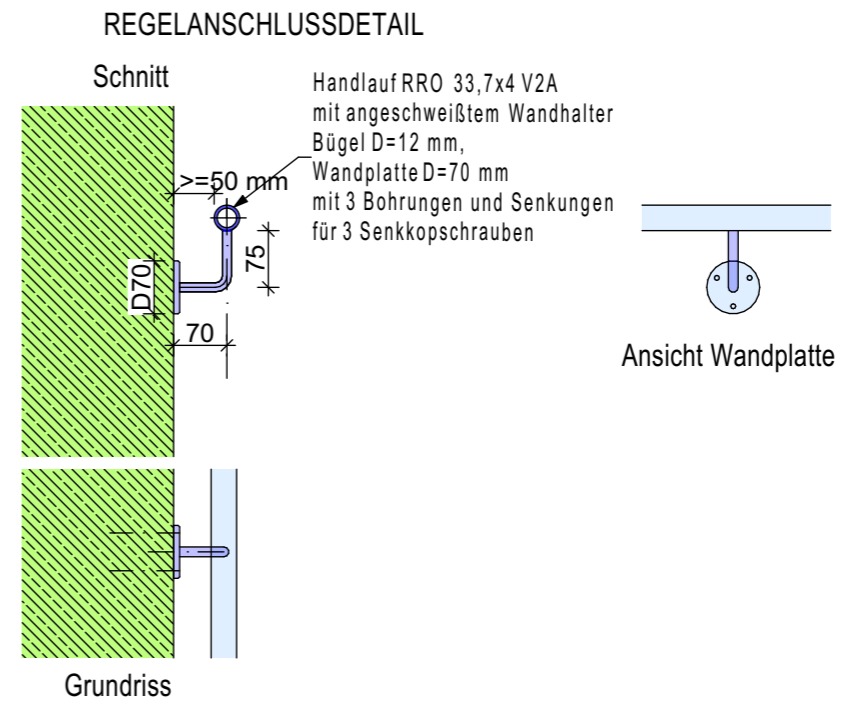 REGELANSCHLUSSDETAIL
Schnitt
Handlauf RRO 33,7x4 V2A
mit angeschweißtem Wandhalter
Bügel D=12 mm,
Wandplatte D=70 mm
mit 3 Bohrungen und Senkungen
für 3 Senkkopschrauben
>=50 mm
75
D70
70
Ansicht Wandplatte
Grundriss